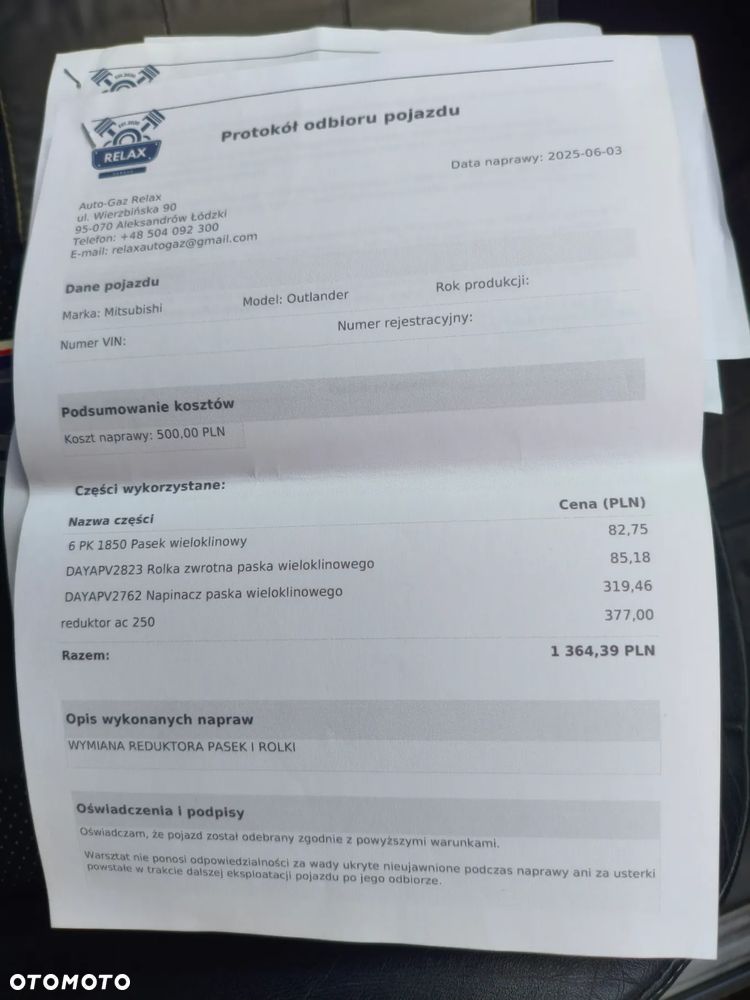 EST. 2020
RELAX
Protokół odbioru pojazdu
Data naprawy: 2025-06-03
Auto-Gaz Relax
ul. Wierzbińska 90
95-070 Aleksandrów Łódzki
Telefon: +48 504 092 300
E-mail: relaxautogaz@gmail.com
Dane pojazdu
Marka: Mitsubishi Model: Outlander Rok produkcji:
Numer VIN: Numer rejestracyjny:
Podsumowanie kosztów
Koszt naprawy: 500,00 PLN
Części wykorzystane:
Nazwa części Cena (PLN)
6 PK 1850 Pasek wieloklinowy 82,75
DAYAPV2823 Rolka zwrotna paska wieloklinowego 85,18
DAYAPV2762 Napinacz paska wieloklinowego 319,46
reduktor ac 250 377,00
Razem: 1 364,39 PLN
Opis wykonanych napraw
WYMIANA REDUKTORA PASEK I ROLKI
Oświadczenia i podpisy
Oświadczam, że pojazd został odebrany zgodnie z powyższymi warunkami.
Warsztat nie ponosi odpowiedzialności za wady ukryte nieujawnione podczas naprawy ani za usterki
powstałe w trakcie dalszej eksploatacji pojazdu po jego odbiorze.
OTOMOTO